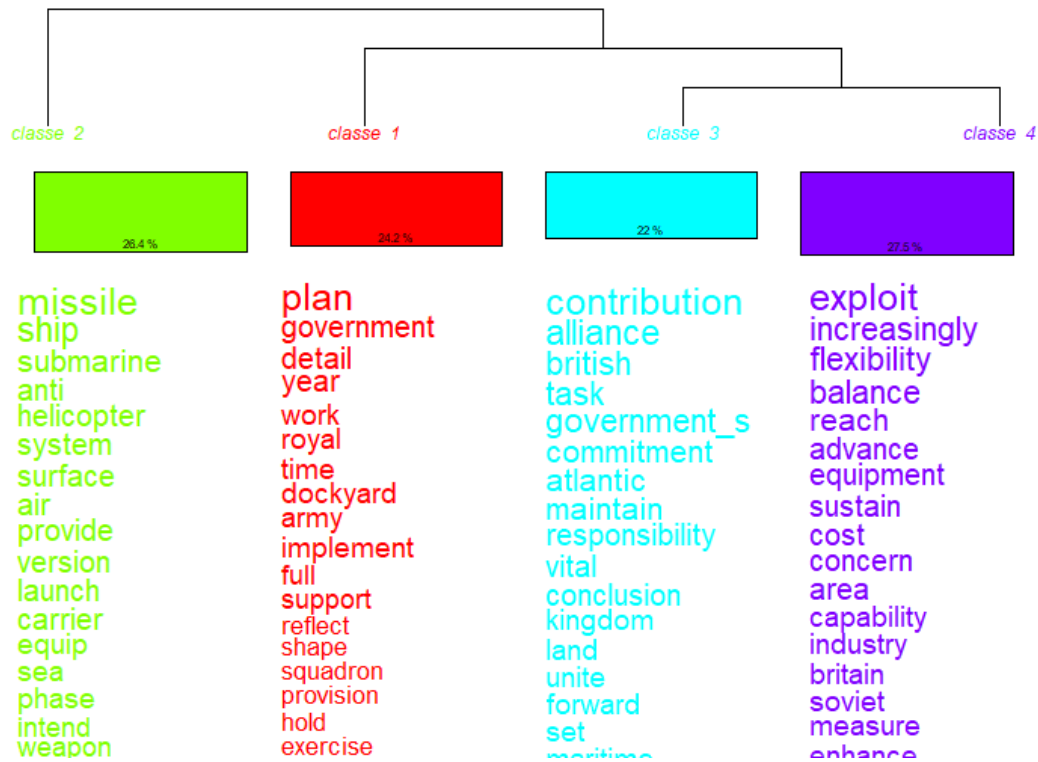 classe 2
classe 1
classe 3
classe 4
26.4 %
24.2 %
22 %
27.5 %
missile
ship
submarine
anti
helicopter
system
surface
air
provide
version
launch
carrier
equip
sea
phase
intend
weapon
plan
government
detail
year
work
royal
time
dockyard
army
implement
full
support
reflect
shape
squadron
provision
hold
exercise
contribution
alliance
british
task
government_s
commitment
atlantic
maintain
responsibility
vital
conclusion
kingdom
land
unite
forward
set
maritime
exploit
increasingly
flexibility
balance
reach
advance
equipment
sustain
cost
concern
area
capability
industry
britain
soviet
measure
enhance